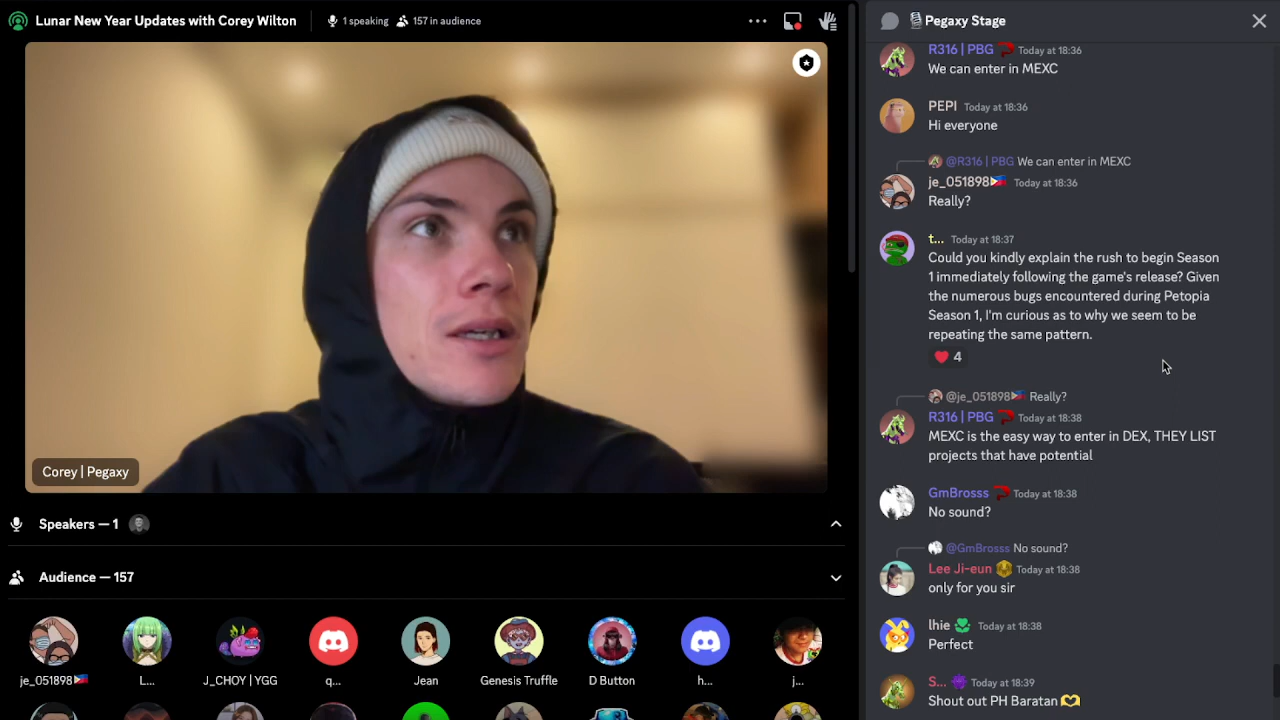 Lunar New Year Updates with Corey Wilton
1 speaking 157 in audience
Corey | Pegaxy
Speakers — 1
Audience — 157
je_051898🇵🇭
L...
J_CHOY | YGG
q...
Jean
Genesis Truffle
D Button
h...
j...
🎙️Pegaxy Stage
R316 | PBG Today at 18:36
We can enter in MEXC
PEPI Today at 18:36
Hi everyone
@R316 | PBG We can enter in MEXC
je_051898🇵🇭 Today at 18:36
Really?
t... Today at 18:37
Could you kindly explain the rush to begin Season
1 immediately following the game's release? Given
the numerous bugs encountered during Petopia
Season 1, I'm curious as to why we seem to be
repeating the same pattern.
❤️ 4
@je_051898🇵🇭 Really?
R316 | PBG Today at 18:38
MEXC is the easy way to enter in DEX, THEY LIST
projects that have potential
GmBrosss Today at 18:38
No sound?
@GmBrosss No sound?
Lee Ji-eun Today at 18:38
only for you sir
lhie Today at 18:38
Perfect
S... Today at 18:39
Shout out PH Baratan 🫶